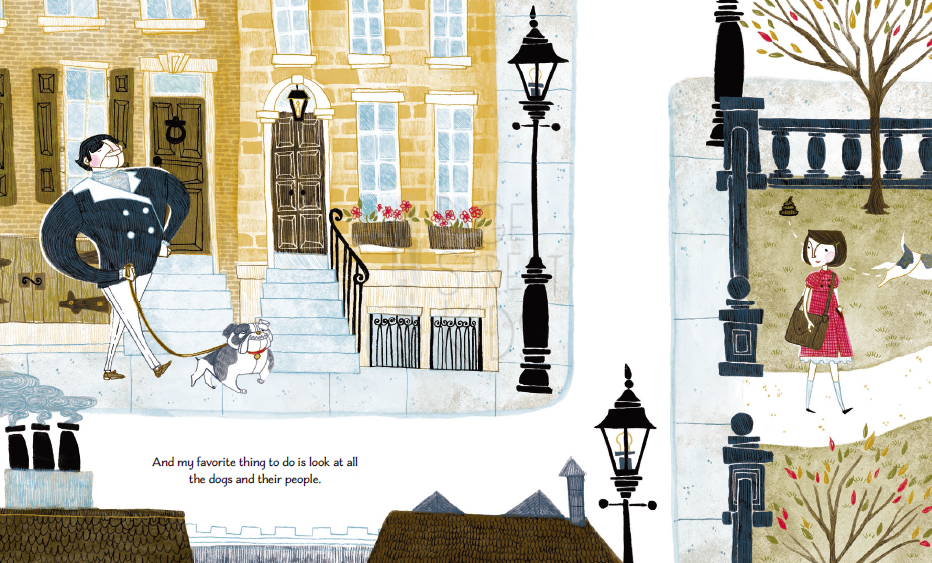 And my favorite thing to do is look at all
the dogs and their people.